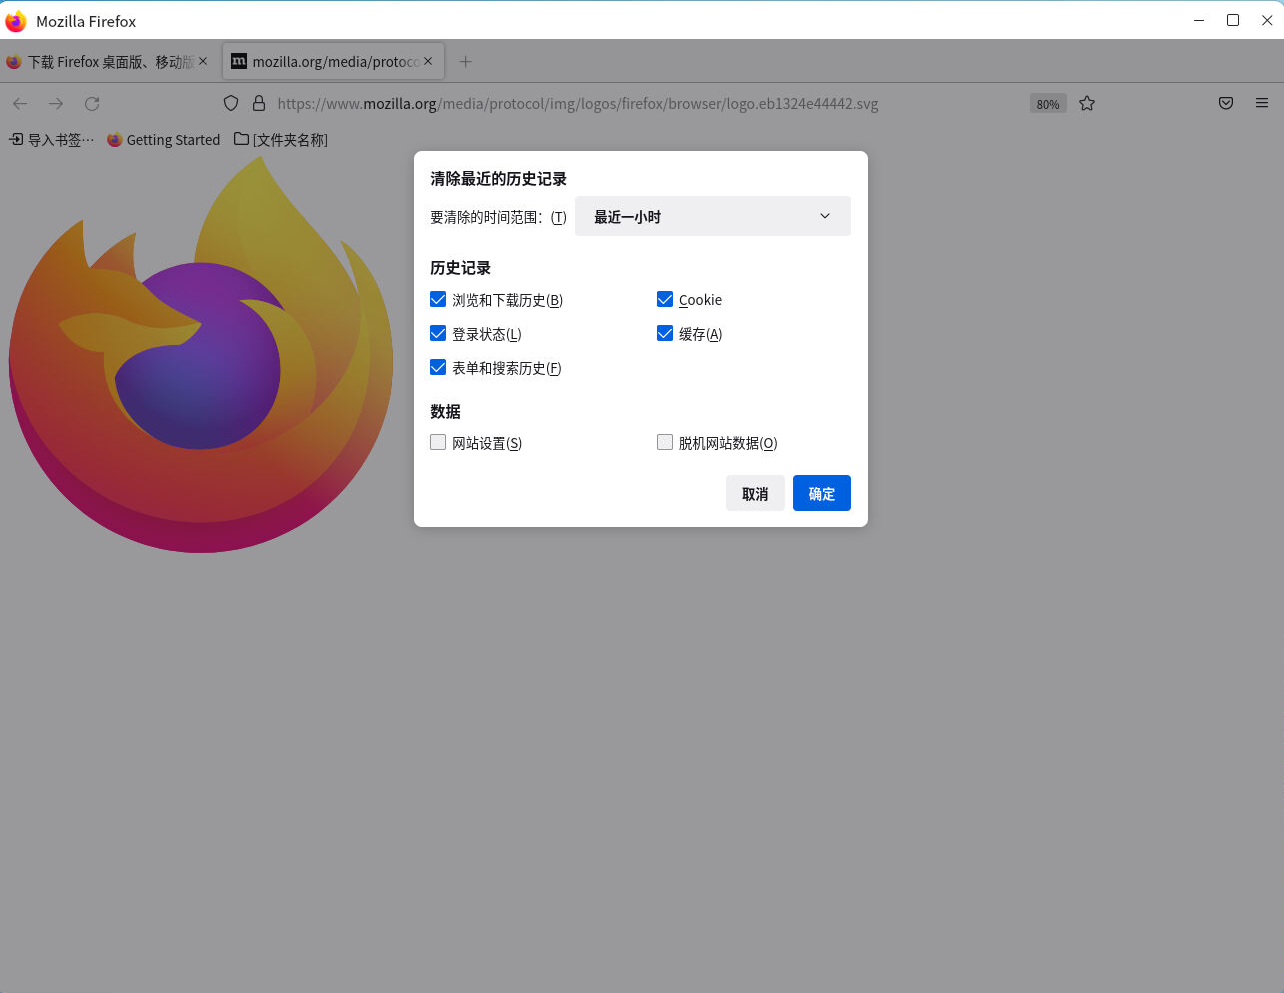 Mozilla Firefox
下载 Firefox 桌面版、移动版
mozilla.org/media/protoco
https://www.mozilla.org/media/protocol/img/logos/firefox/browser/logo.eb1324e44442.svg
80%
导入书签…
Getting Started
[文件夹名称]
清除最近的历史记录
要清除的时间范围：(T)
最近一小时
历史记录
浏览和下载历史(B)
Cookie
登录状态(L)
缓存(A)
表单和搜索历史(F)
数据
网站设置(S)
脱机网站数据(O)
取消
确定